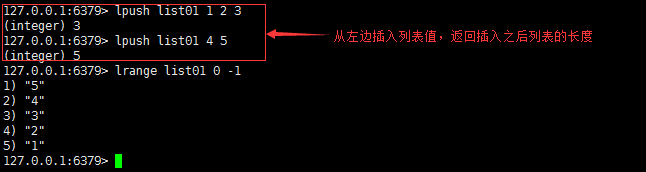 127.0.0.1:6379> lpush list01 1 2 3
(integer) 3
127.0.0.1:6379> lpush list01 4 5
(integer) 5
从左边插入列表值，返回插入之后列表的长度
127.0.0.1:6379> lrange list01 0 -1
1) "5"
2) "4"
3) "3"
4) "2"
5) "1"
127.0.0.1:6379>